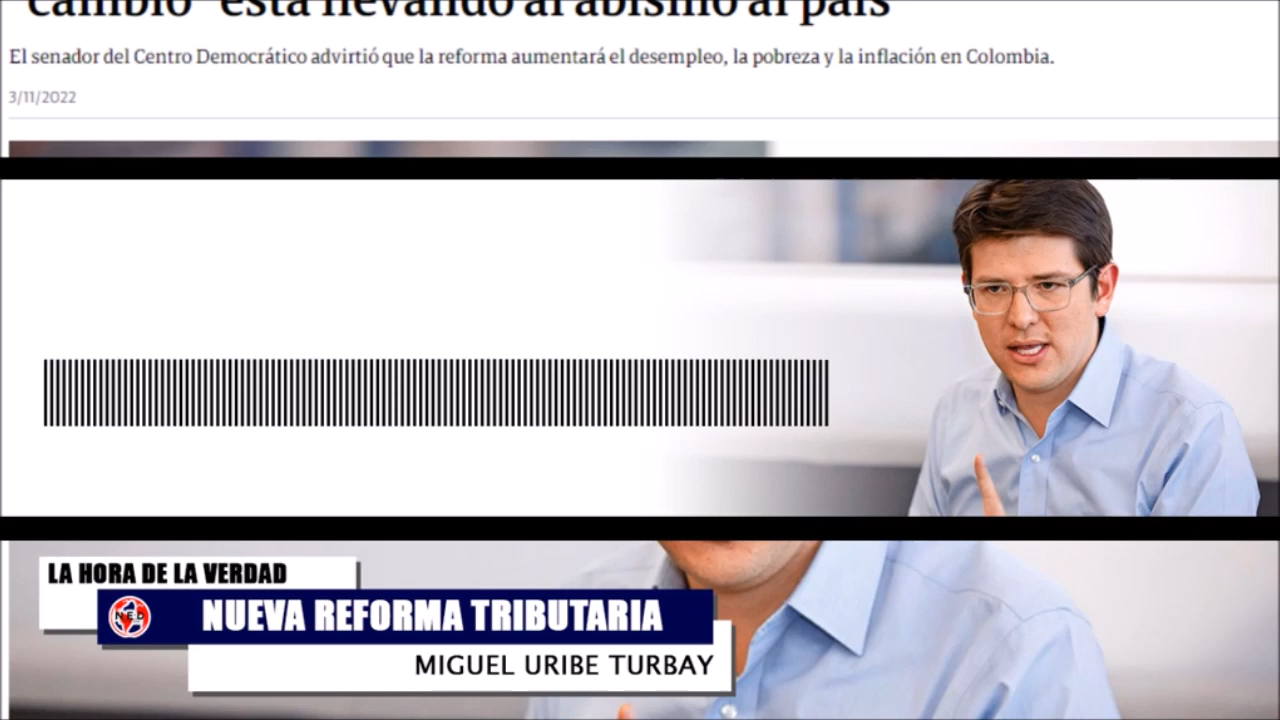 "cambio" está llevando al abismo al país
El senador del Centro Democrático advirtió que la reforma aumentará el desempleo, la pobreza y la inflación en Colombia.
3/11/2022
LA HORA DE LA VERDAD
NUEVA REFORMA TRIBUTARIA
MIGUEL URIBE TURBAY